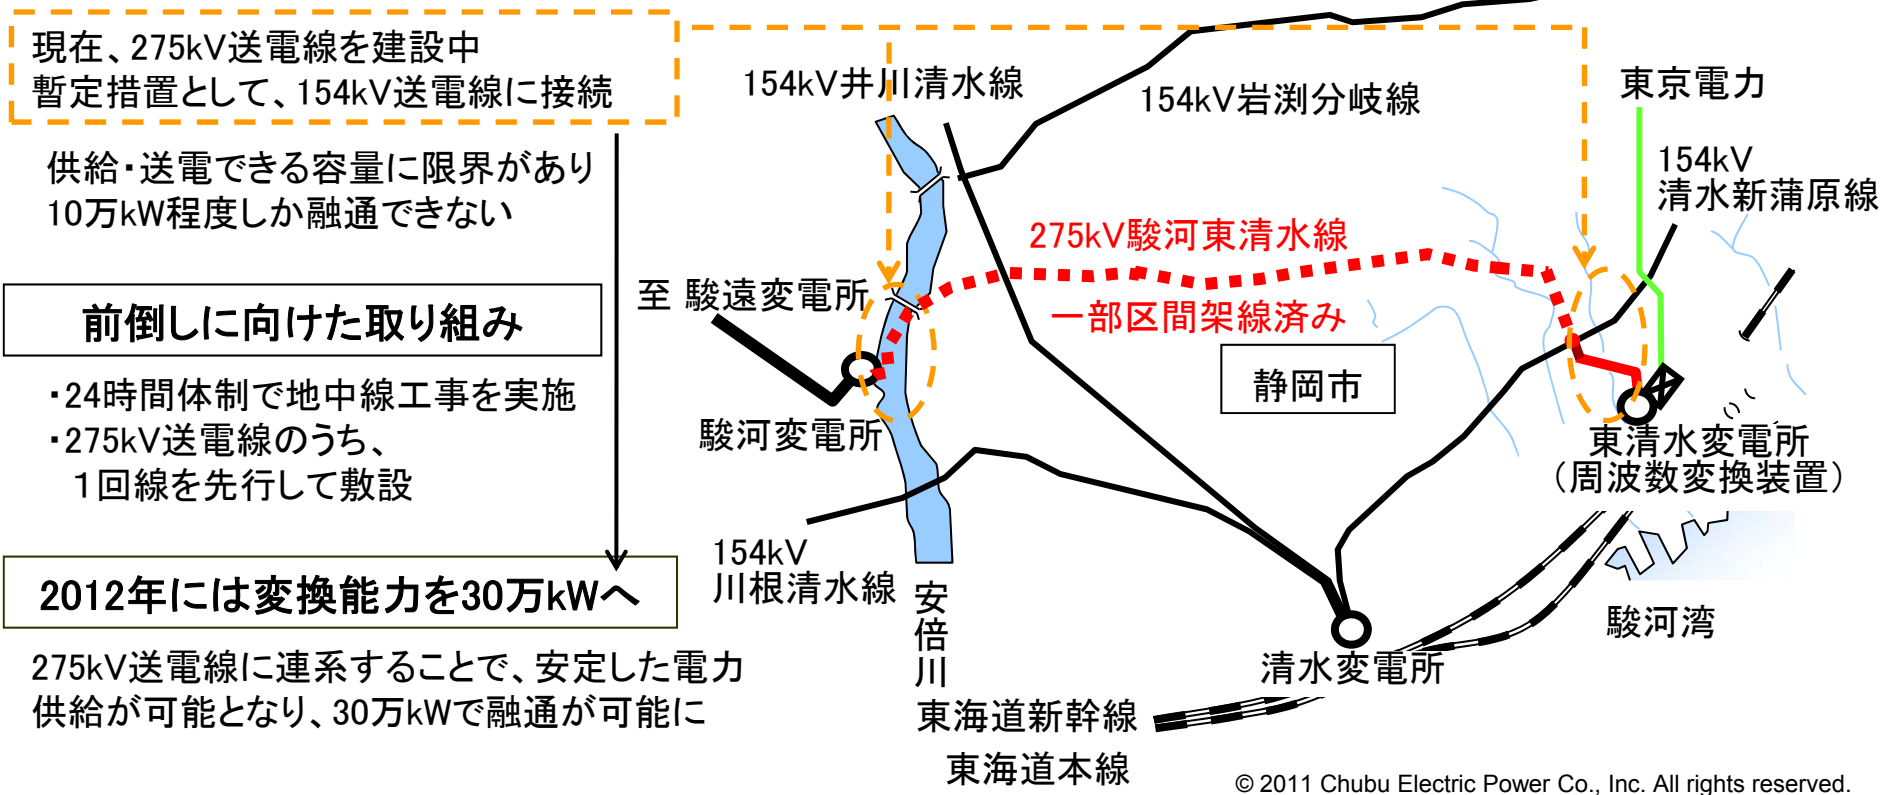 現在、275kV送電線を建設中
暫定措置として、154kV送電線に接続
供給・送電できる容量に限界があり
10万kW程度しか融通できない
前倒しに向けた取り組み
・24時間体制で地中線工事を実施
・275kV送電線のうち、
1回線を先行して敷設
2012年には変換能力を30万kWへ
275kV送電線に連系することで、安定した電力
供給が可能となり、30万kWで融通が可能に
154kV井川清水線
154kV岩渕分岐線
東京電力
154kV
清水新蒲原線
275kV駿河東清水線
一部区間架線済み
至 駿遠変電所
静岡市
駿河変電所
東清水変電所
（周波数変換装置）
154kV
川根清水線
安倍川
駿河湾
清水変電所
東海道新幹線
東海道本線
© 2011 Chubu Electric Power Co., Inc. All rights reserved.